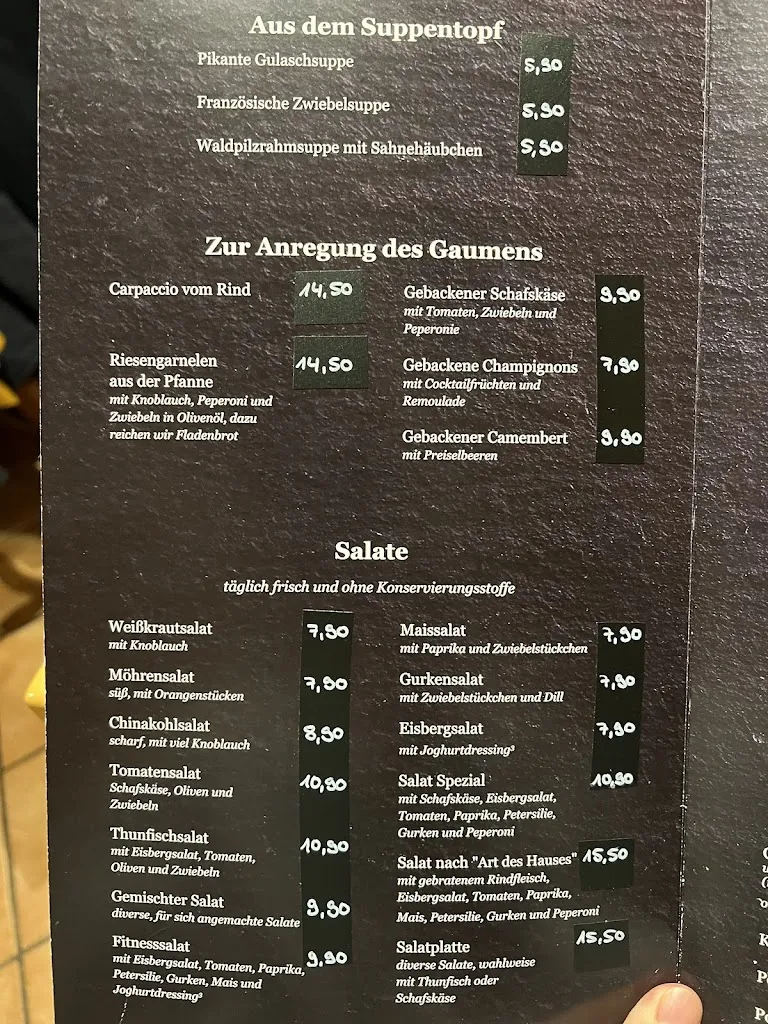 Aus dem Suppentopf
Pikante Gulaschsuppe 5,90
Französische Zwiebelsuppe 5,90
Waldpilzrahmsuppe mit Sahnehäubchen 5,90
Zur Anregung des Gaumens
Carpaccio vom Rind 14,50
Riesengarnelen 14,50
aus der Pfanne
mit Knoblauch, Peperoni und
Zwiebeln in Olivenöl, dazu
reichen wir Fladenbrot
Gebackener Schafskäse 9,90
mit Tomaten, Zwiebeln und
Peperonie
Gebackene Champignons 7,90
mit Cocktailfrüchten und
Remoulade
Gebackener Camembert 9,90
mit Preiselbeeren
Salate
täglich frisch und ohne Konservierungsstoffe
Weißkrautsalat 7,90
mit Knoblauch
Möhrensalat 7,90
süß, mit Orangenstücken
Chinakohlsalat 8,90
scharf, mit viel Knoblauch
Tomatensalat 10,90
Schafskäse, Oliven und
Zwiebeln
Thunfischsalat 10,90
mit Eisbergsalat, Tomaten,
Oliven und Zwiebeln
Gemischter Salat 9,90
diverse, für sich angemachte Salate
Fitnesssalat 9,90
mit Eisbergsalat, Tomaten, Paprika,
Petersilie, Gurken, Mais und
Joghurtdressing³
Maissalat 7,90
mit Paprika und Zwiebelstückchen
Gurkensalat 7,90
mit Zwiebelstückchen und Dill
Eisbergsalat 7,90
mit Joghurtdressing³
Salat Spezial 10,90
mit Schafskäse, Eisbergsalat,
Tomaten, Paprika, Petersilie,
Gurken und Peperoni
Salat nach "Art des Hauses" 15,50
mit gebratenem Rindfleisch,
Eisbergsalat, Tomaten, Paprika,
Mais, Petersilie, Gurken und Peperoni
Salatplatte 15,50
diverse Salate, wahlweise
mit Thunfisch oder
Schafskäse